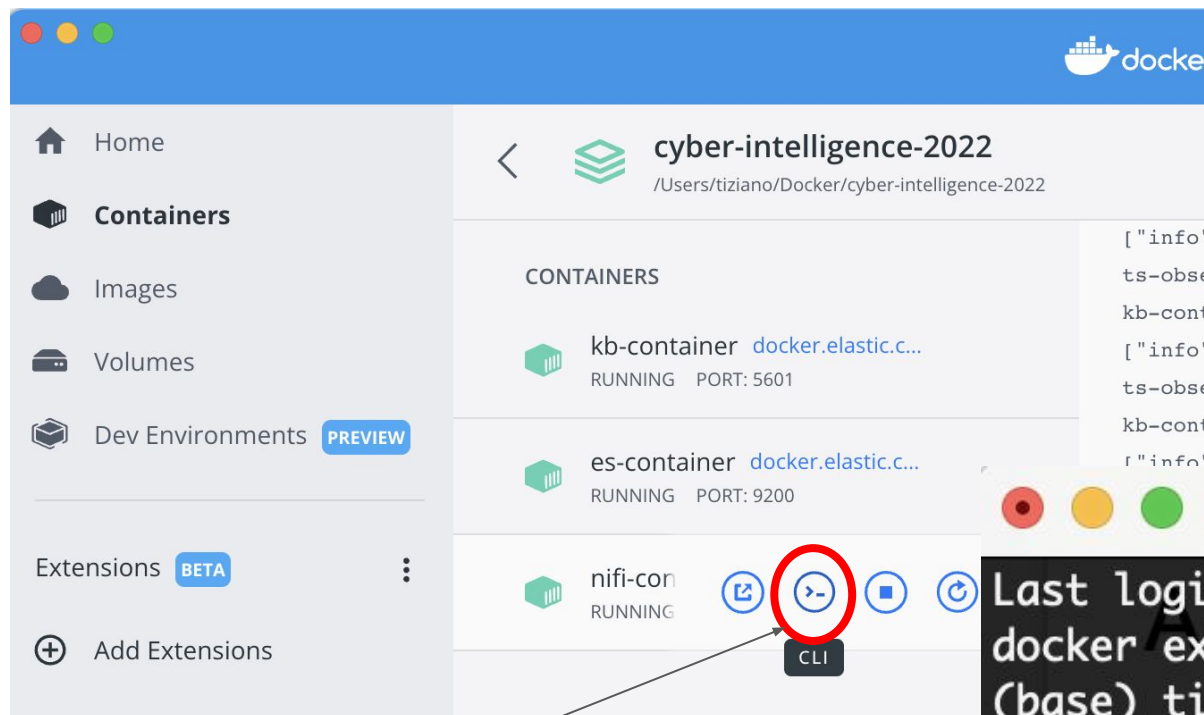 Home
Containers
Images
Volumes
Dev Environments PREVIEW
Extensions BETA
Add Extensions
cyber-intelligence-2022
/Users/tiziano/Docker/cyber-intelligence-2022
CONTAINERS
kb-container docker.elastic.c...
RUNNING PORT: 5601
es-container docker.elastic.c...
RUNNING PORT: 9200
nifi-con
RUNNING
CLI
docke
["info"
ts-obse
kb-cont
["info"
ts-obse
kb-cont
["info"
Last logi
docker ex
(base) ti